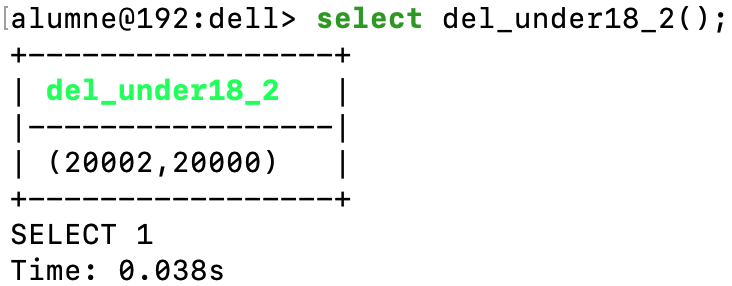 [alumne@192:dell> select del_under18_2();
+-----------------+
| del_under18_2   |
|-----------------|
| (20002,20000)   |
+-----------------+
SELECT 1
Time: 0.038s